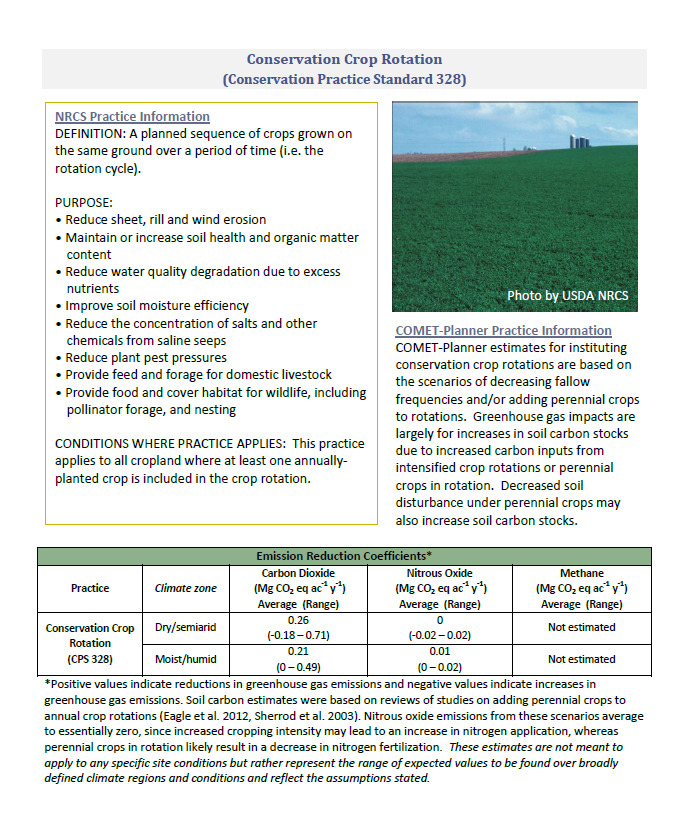 Conservation Crop Rotation
(Conservation Practice Standard 328)
NRCS Practice Information
DEFINITION: A planned sequence of crops grown on
the same ground over a period of time (i.e. the
rotation cycle).
PURPOSE:
• Reduce sheet, rill and wind erosion
• Maintain or increase soil health and organic matter
content
• Reduce water quality degradation due to excess
nutrients
• Improve soil moisture efficiency
• Reduce the concentration of salts and other
chemicals from saline seeps
• Reduce plant pest pressures
• Provide feed and forage for domestic livestock
• Provide food and cover habitat for wildlife, including
pollinator forage, and nesting
CONDITIONS WHERE PRACTICE APPLIES: This practice
applies to all cropland where at least one annually-
planted crop is included in the crop rotation.
Photo by USDA NRCS
COMET-Planner Practice Information
COMET-Planner estimates for instituting
conservation crop rotations are based on
the scenarios of decreasing fallow
frequencies and/or adding perennial crops
to rotations. Greenhouse gas impacts are
largely for increases in soil carbon stocks
due to increased carbon inputs from
intensified crop rotations or perennial
crops in rotation. Decreased soil
disturbance under perennial crops may
also increase soil carbon stocks.
Emission Reduction Coefficients*
Practice
Climate zone
Carbon Dioxide
(Mg CO₂ eq ac⁻¹ y⁻¹)
Average (Range)
Nitrous Oxide
(Mg CO₂ eq ac⁻¹ y⁻¹)
Average (Range)
Methane
(Mg CO₂ eq ac⁻¹ y⁻¹)
Average (Range)
Conservation Crop
Rotation
(CPS 328)
Dry/semiarid
0.26
(-0.18 – 0.71)
0
(-0.02 – 0.02)
Not estimated
Moist/humid
0.21
(0 – 0.49)
0.01
(0 – 0.02)
Not estimated
*Positive values indicate reductions in greenhouse gas emissions and negative values indicate increases in
greenhouse gas emissions. Soil carbon estimates were based on reviews of studies on adding perennial crops to
annual crop rotations (Eagle et al. 2012, Sherrod et al. 2003). Nitrous oxide emissions from these scenarios average
to essentially zero, since increased cropping intensity may lead to an increase in nitrogen application, whereas
perennial crops in rotation likely result in a decrease in nitrogen fertilization. These estimates are not meant to
apply to any specific site conditions but rather represent the range of expected values to be found over broadly
defined climate regions and conditions and reflect the assumptions stated.